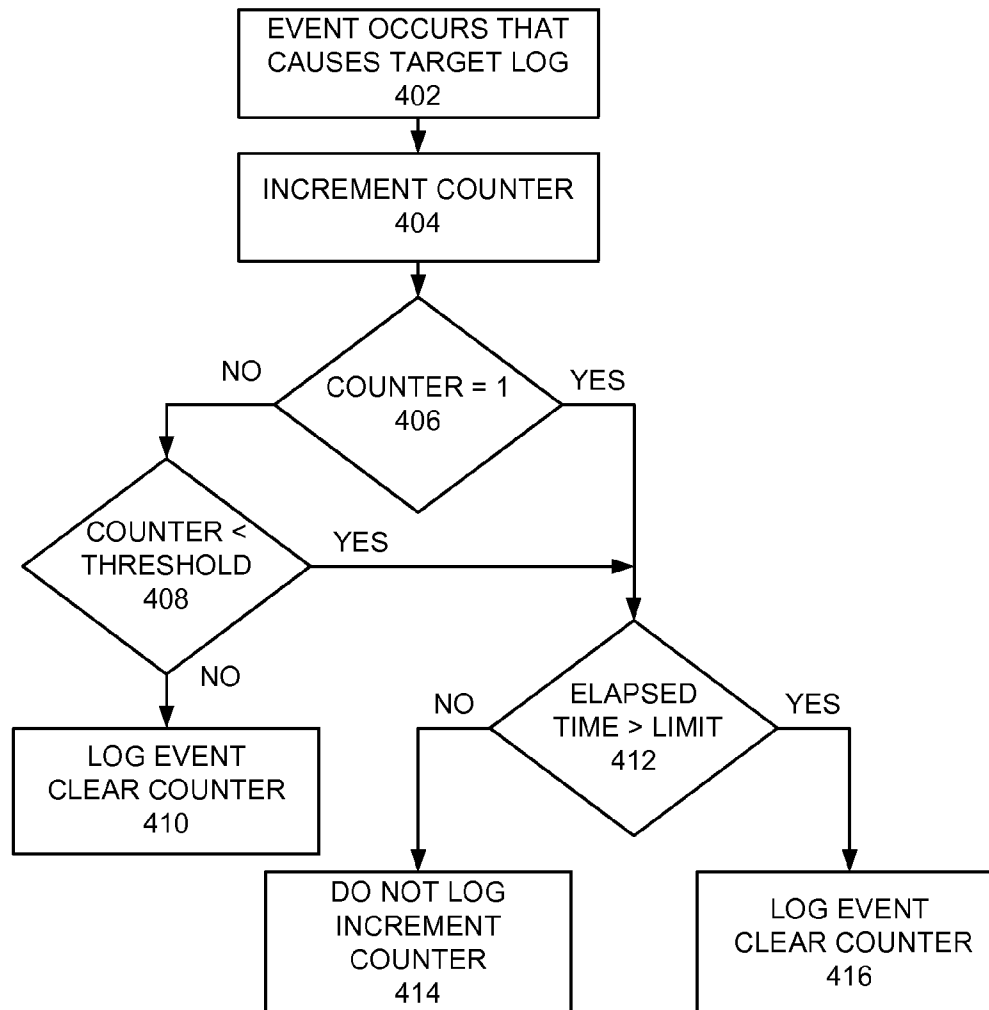 EVENT OCCURS THAT
CAUSES TARGET LOG
402
INCREMENT COUNTER
404
COUNTER = 1
406
NO
YES
COUNTER <
THRESHOLD
408
YES
NO
LOG EVENT
CLEAR COUNTER
410
ELAPSED
TIME > LIMIT
412
NO
YES
DO NOT LOG
INCREMENT
COUNTER
414
LOG EVENT
CLEAR COUNTER
416